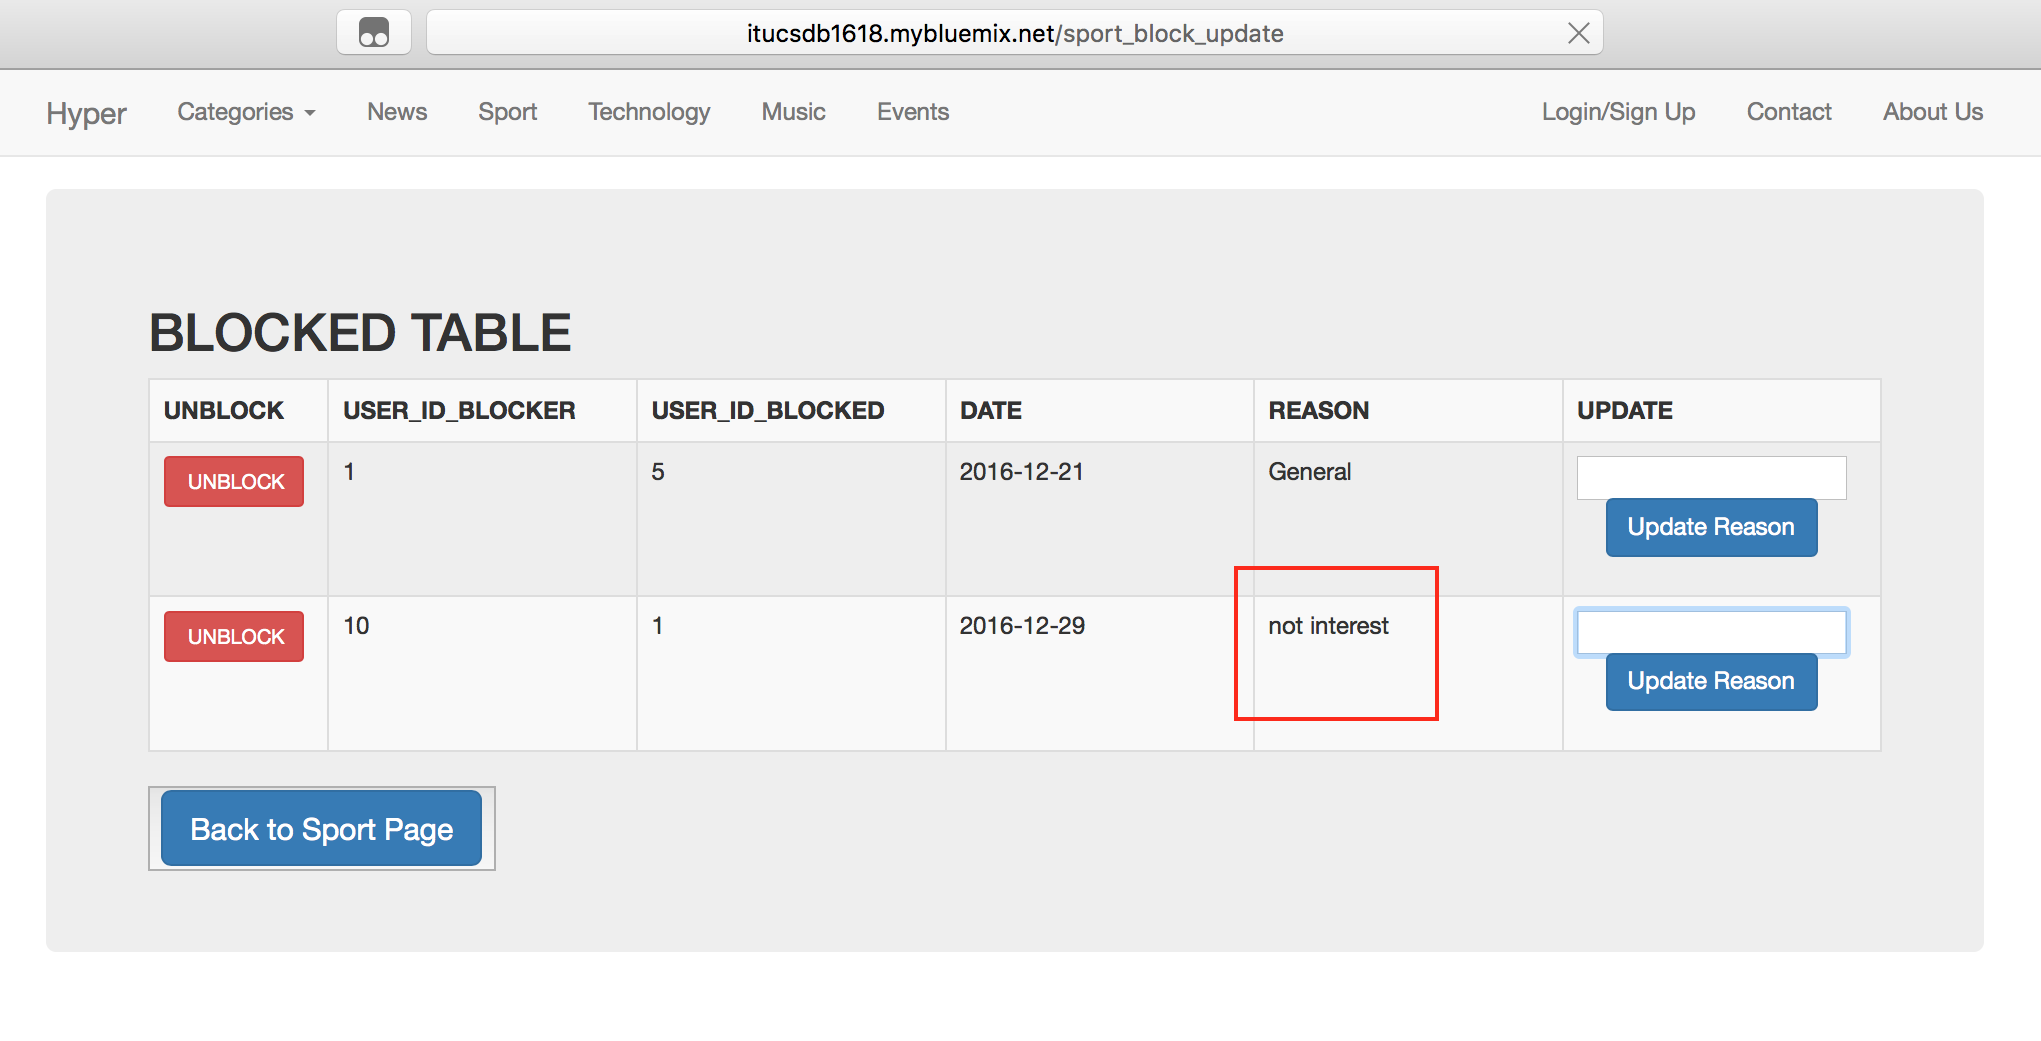 itucsdb1618.mybluemix.net/sport_block_update
Hyper Categories News Sport Technology Music Events Login/Sign Up Contact About Us
BLOCKED TABLE
UNBLOCK USER_ID_BLOCKER USER_ID_BLOCKED DATE REASON UPDATE
UNBLOCK 1 5 2016-12-21 General
Update Reason
UNBLOCK 10 1 2016-12-29 not interest
Update Reason
Back to Sport Page